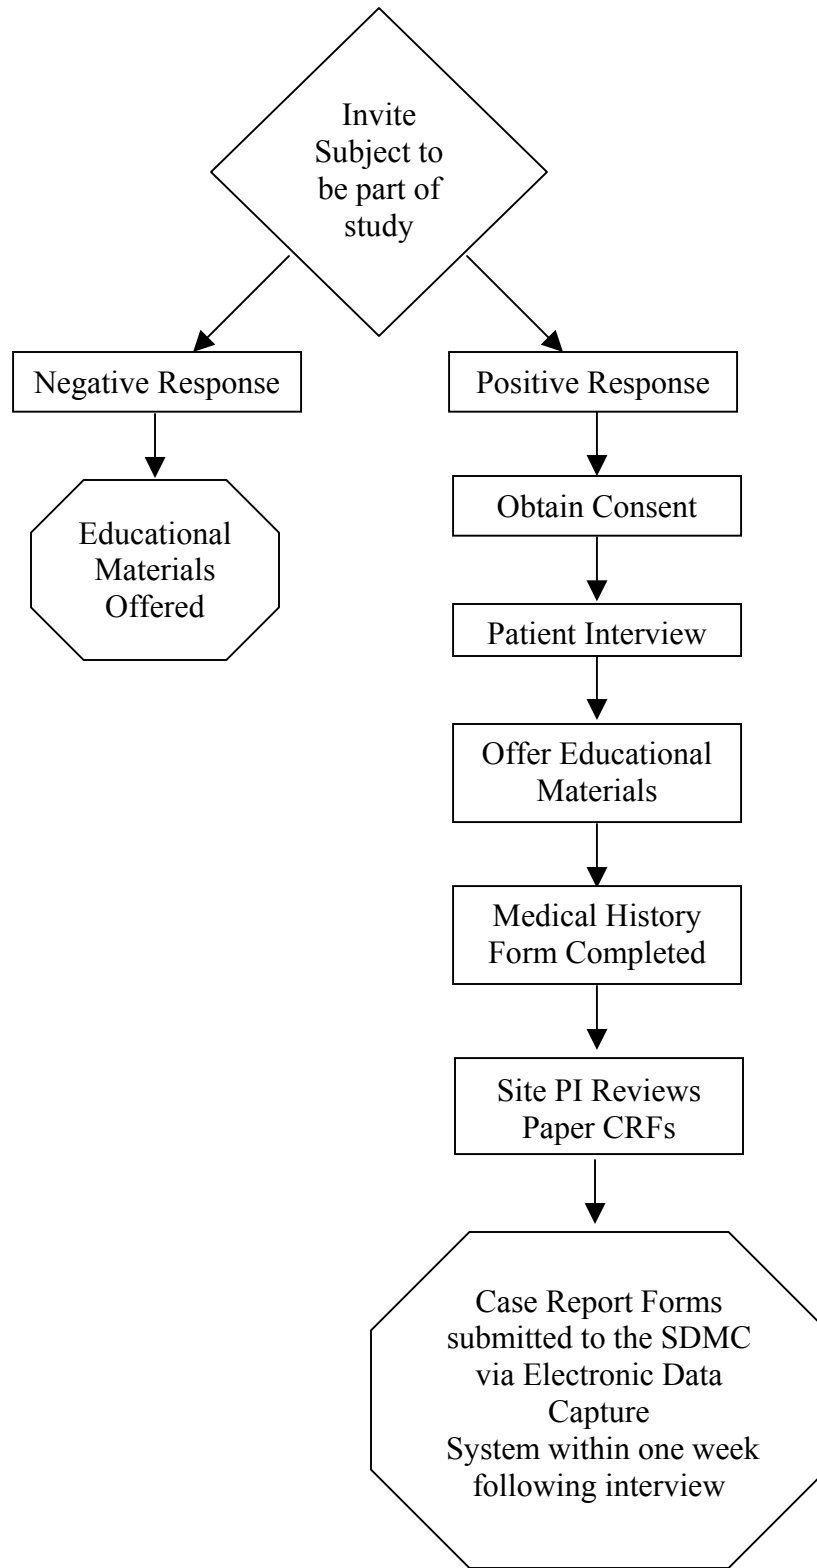 Invite
Subject to
be part of
study
Negative Response
Positive Response
Educational
Materials
Offered
Obtain Consent
Patient Interview
Offer Educational
Materials
Medical History
Form Completed
Site PI Reviews
Paper CRFs
Case Report Forms
submitted to the SDMC
via Electronic Data
Capture
System within one week
following interview